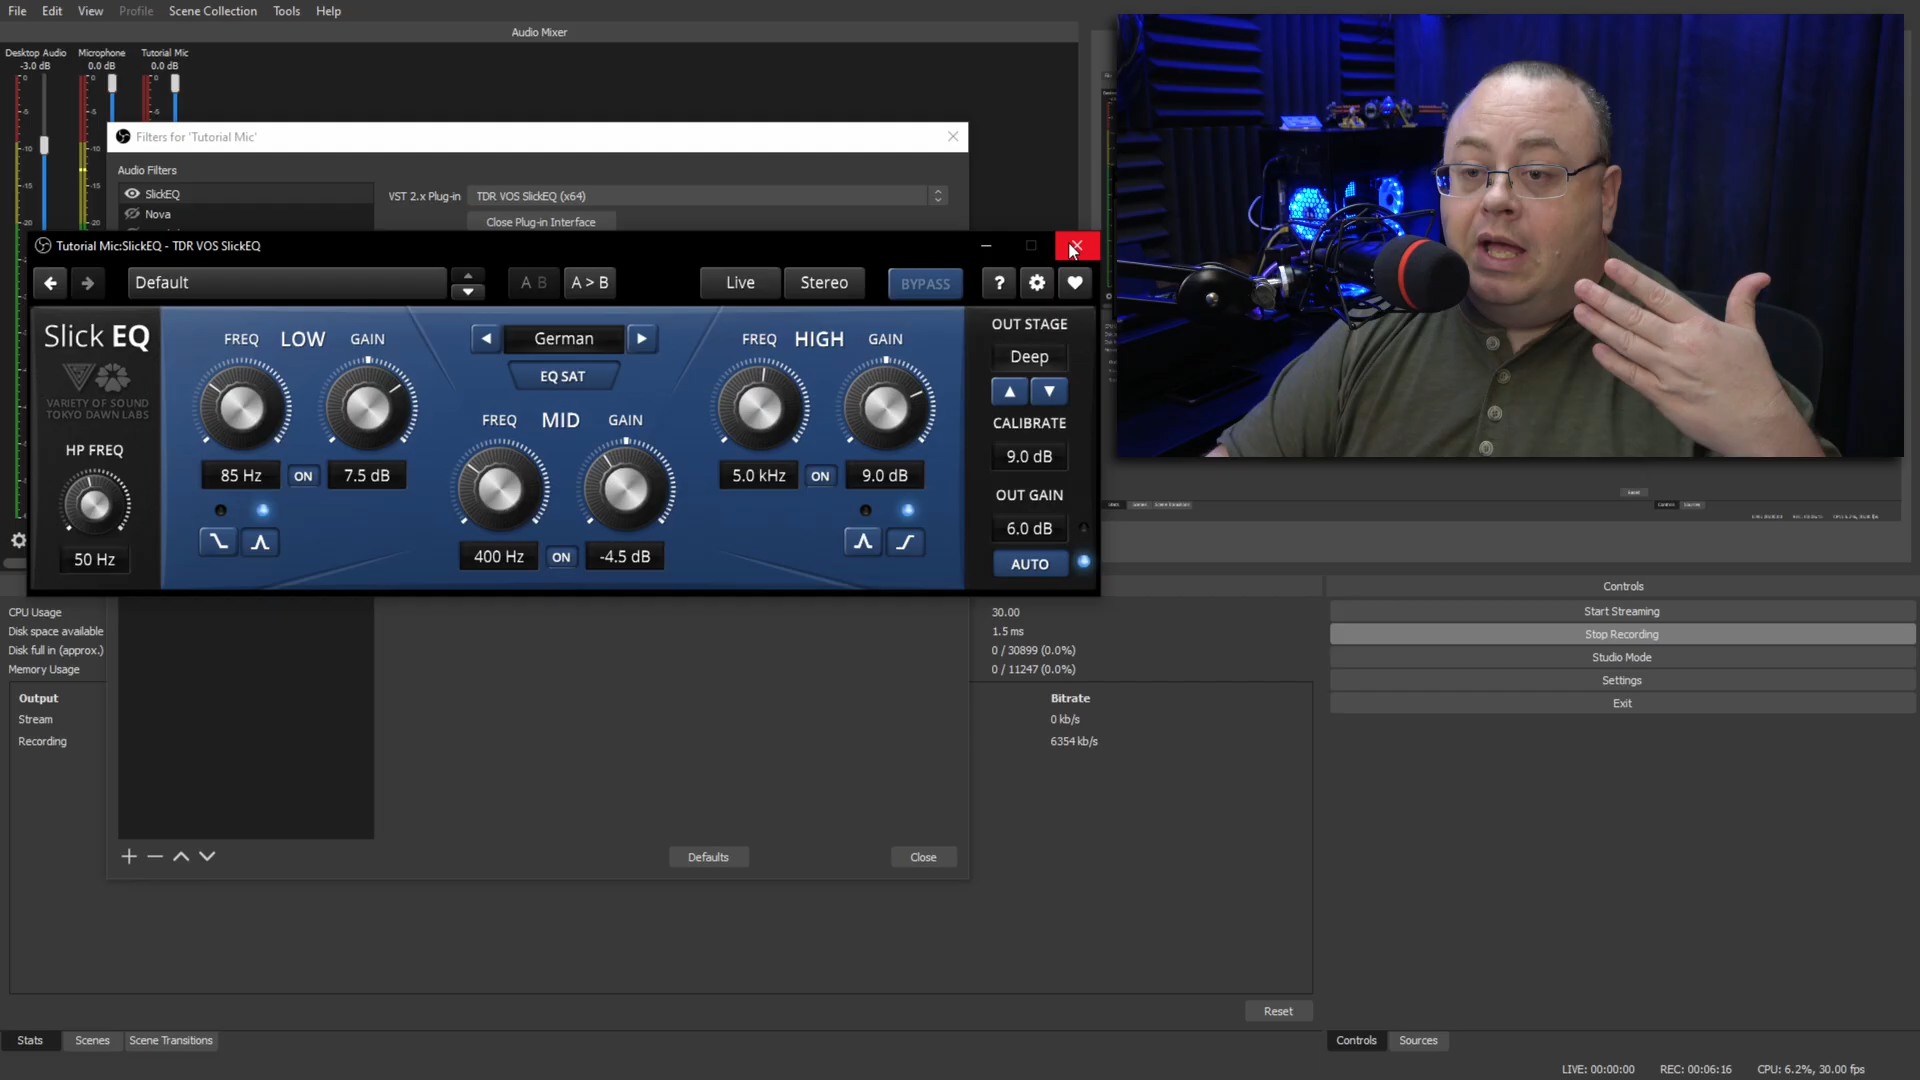 File Edit View Profile Scene Collection Tools Help
Audio Mixer
Desktop Audio Microphone Tutorial Mic
-3.0 dB 0.0 dB 0.0 dB
Filters for 'Tutorial Mic'
Audio Filters
SlickEQ
VST 2.x Plug-in TDR VOS SlickEQ (x64)
Nova
Close Plug-in Interface
Tutorial Mic:SlickEQ - TDR VOS SlickEQ
Default A B A > B Live Stereo BYPASS ?
Slick EQ
VARIETY OF SOUND
TOKYO DAWN LABS
HP FREQ
50 Hz
FREQ LOW GAIN
85 Hz ON 7.5 dB
German
EQ SAT
FREQ MID GAIN
400 Hz ON -4.5 dB
FREQ HIGH GAIN
5.0 kHz ON 9.0 dB
OUT STAGE
Deep
CALIBRATE
9.0 dB
OUT GAIN
6.0 dB
AUTO
CPU Usage
Disk space available
Disk full in (approx.)
Memory Usage
30.00
1.5 ms
0 / 30899 (0.0%)
0 / 11247 (0.0%)
Output Bitrate
Stream 0 kb/s
Recording 6354 kb/s
Defaults Close
Reset
Controls
Start Streaming
Stop Recording
Studio Mode
Settings
Exit
Stats Scenes Scene Transitions
Controls Sources
LIVE: 00:00:00 REC: 00:06:16 CPU: 6.2%, 30.00 fps